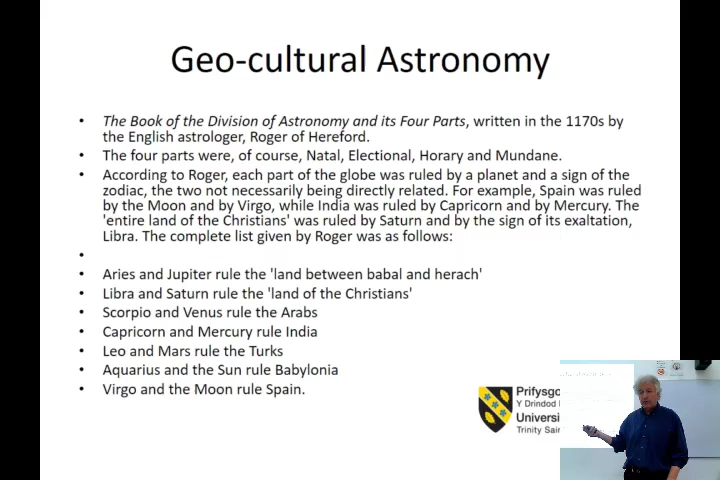 Geo-cultural Astronomy
• The Book of the Division of Astronomy and its Four Parts, written in the 1170s by
the English astrologer, Roger of Hereford.
• The four parts were, of course, Natal, Electional, Horary and Mundane.
• According to Roger, each part of the globe was ruled by a planet and a sign of the
zodiac, the two not necessarily being directly related. For example, Spain was ruled
by the Moon and by Virgo, while India was ruled by Capricorn and by Mercury. The
'entire land of the Christians' was ruled by Saturn and by the sign of its exaltation,
Libra. The complete list given by Roger was as follows:
•
• Aries and Jupiter rule the 'land between babal and herach'
• Libra and Saturn rule the 'land of the Christians'
• Scorpio and Venus rule the Arabs
• Capricorn and Mercury rule India
• Leo and Mars rule the Turks
• Aquarius and the Sun rule Babylonia
• Virgo and the Moon rule Spain.
Prifysgo
Y Drindod
Universi
Trinity Sain